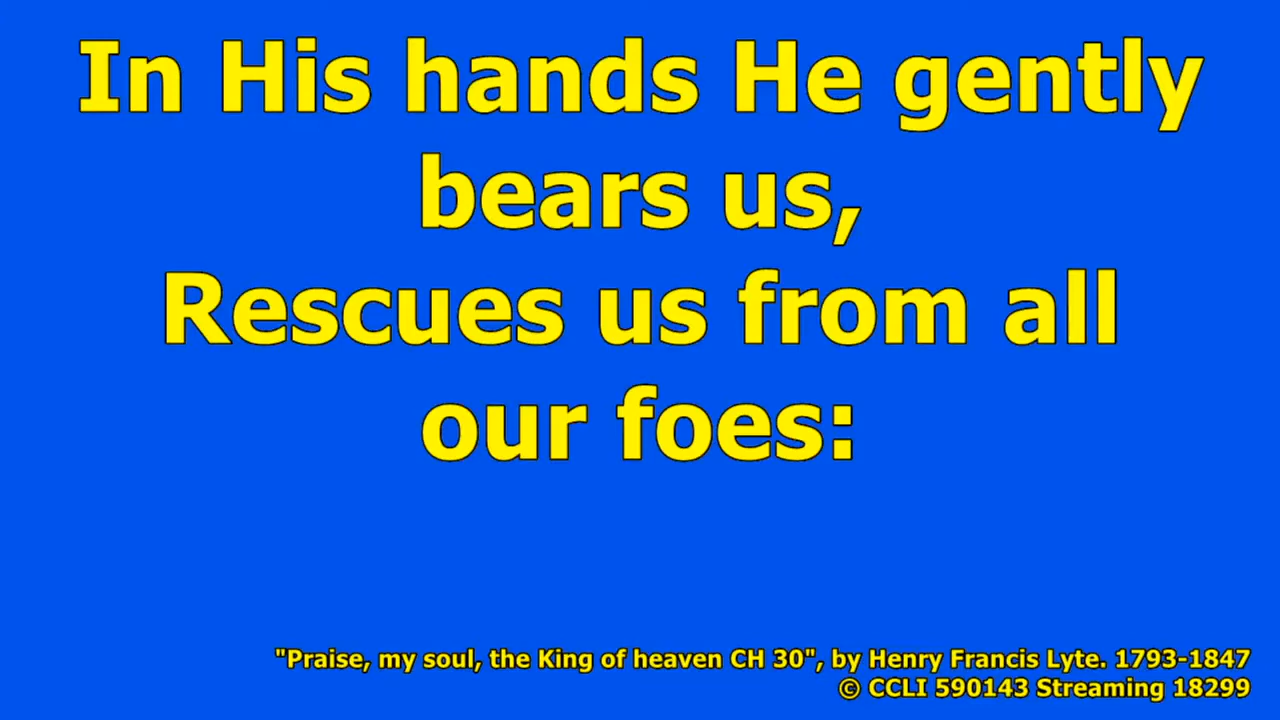 In His hands He gently
bears us,
Rescues us from all
our foes:
"Praise, my soul, the King of heaven CH 30", by Henry Francis Lyte. 1793-1847
© CCLI 590143 Streaming 18299